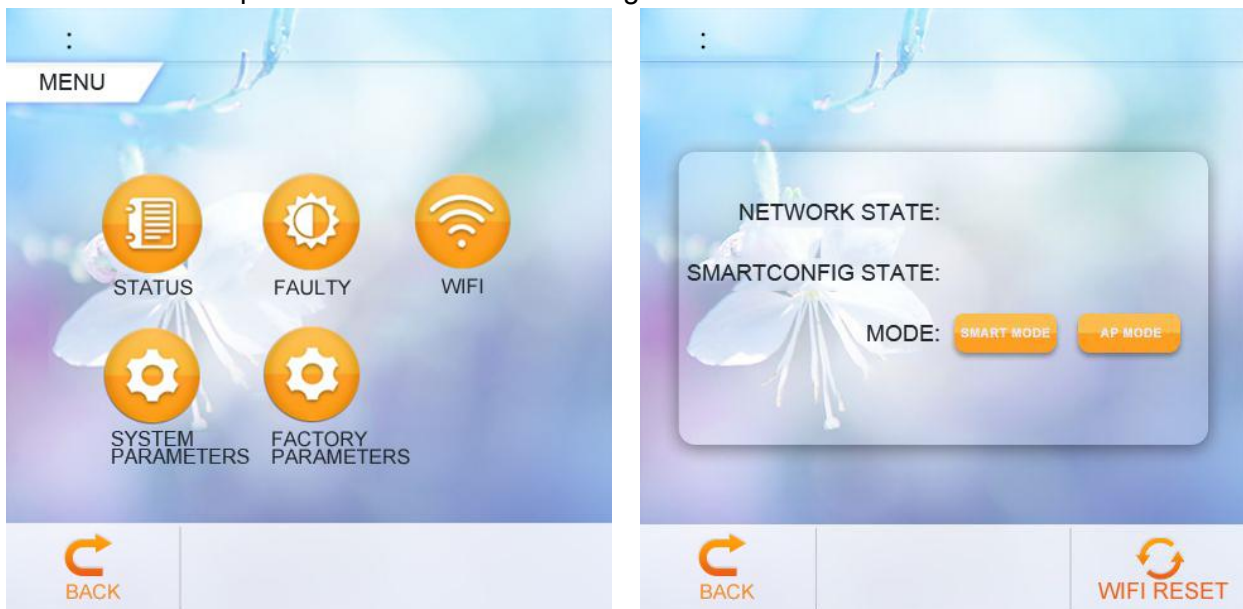 :
MENU
STATUS
FAULTY
WIFI
SYSTEM
PARAMETERS
FACTORY
PARAMETERS
BACK
:
NETWORK STATE:
SMARTCONFIG STATE:
MODE: SMART MODE AP MODE
BACK
WIFI RESET